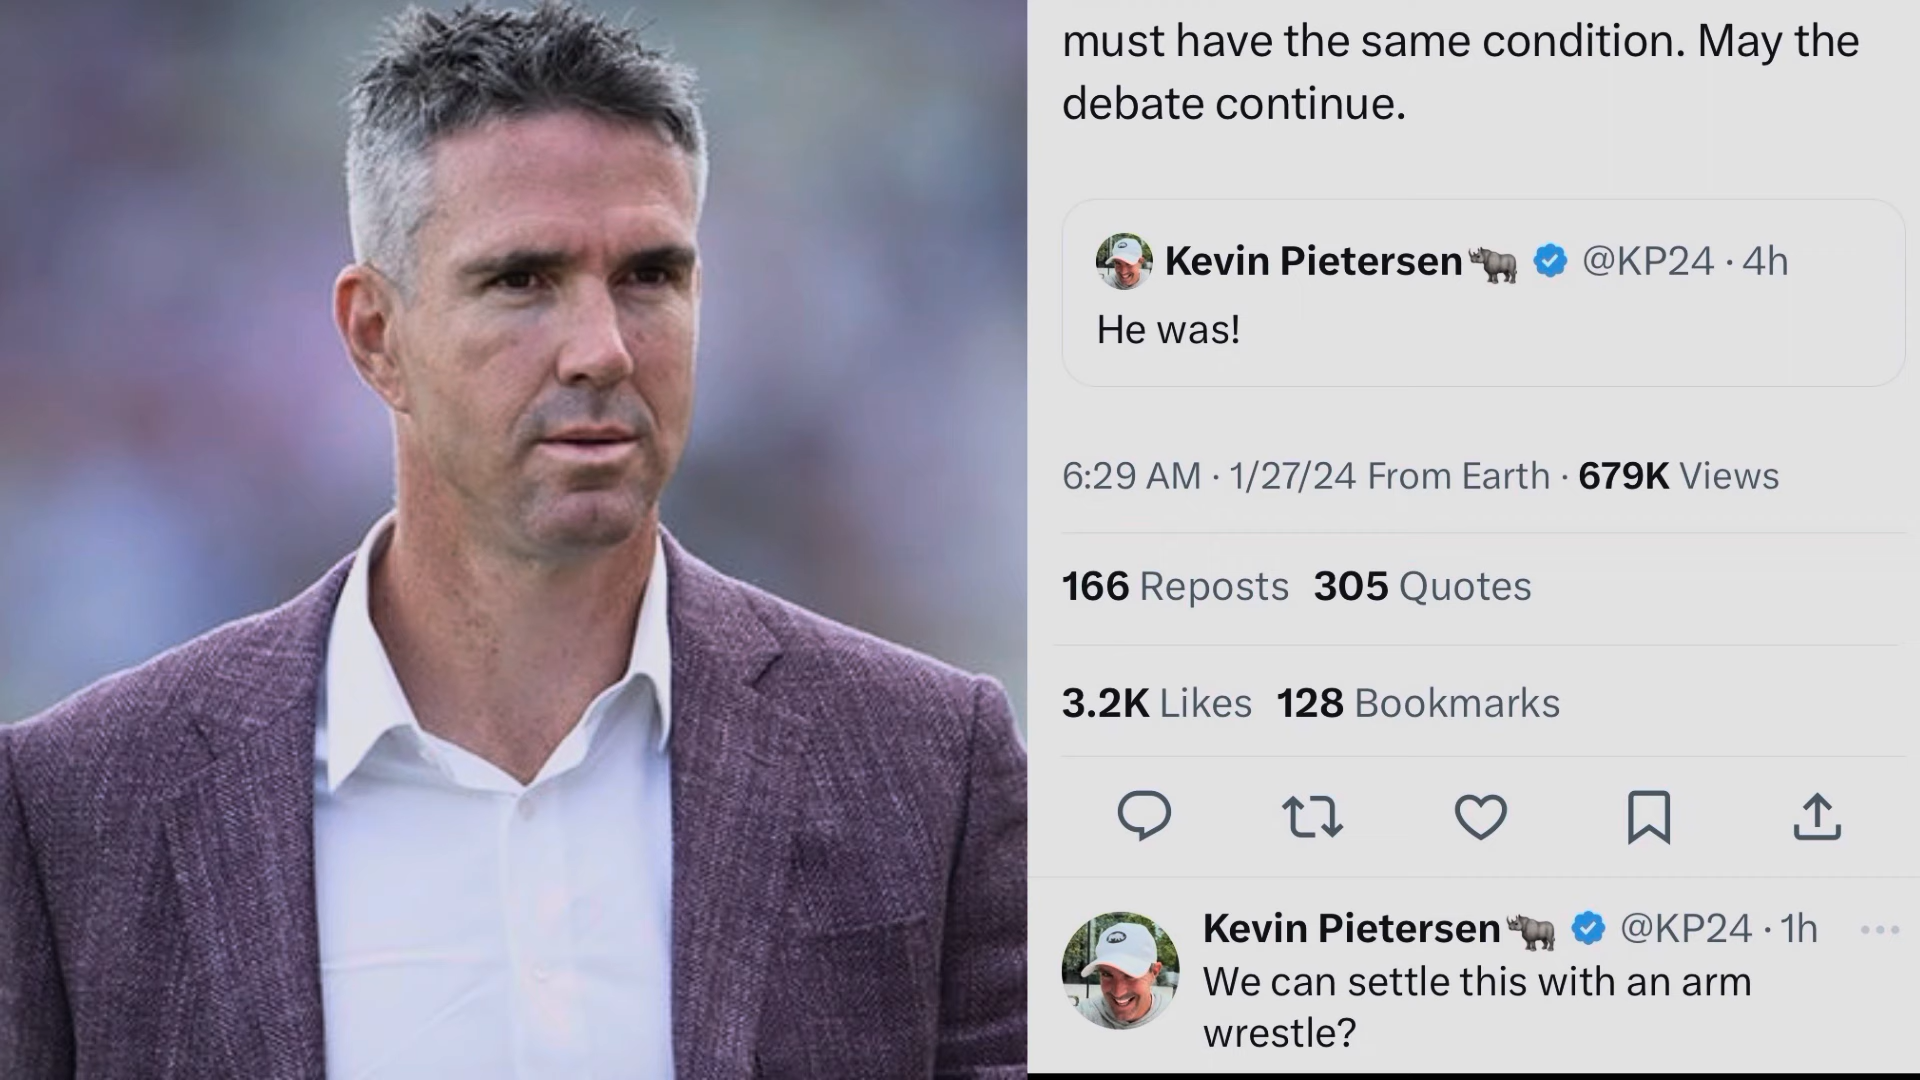 must have the same condition. May the
debate continue.
Kevin Pietersen🦏 @KP24 · 4h
He was!
6:29 AM · 1/27/24 From Earth · 679K Views
166 Reposts 305 Quotes
3.2K Likes 128 Bookmarks
Kevin Pietersen🦏 @KP24 · 1h
We can settle this with an arm
wrestle?